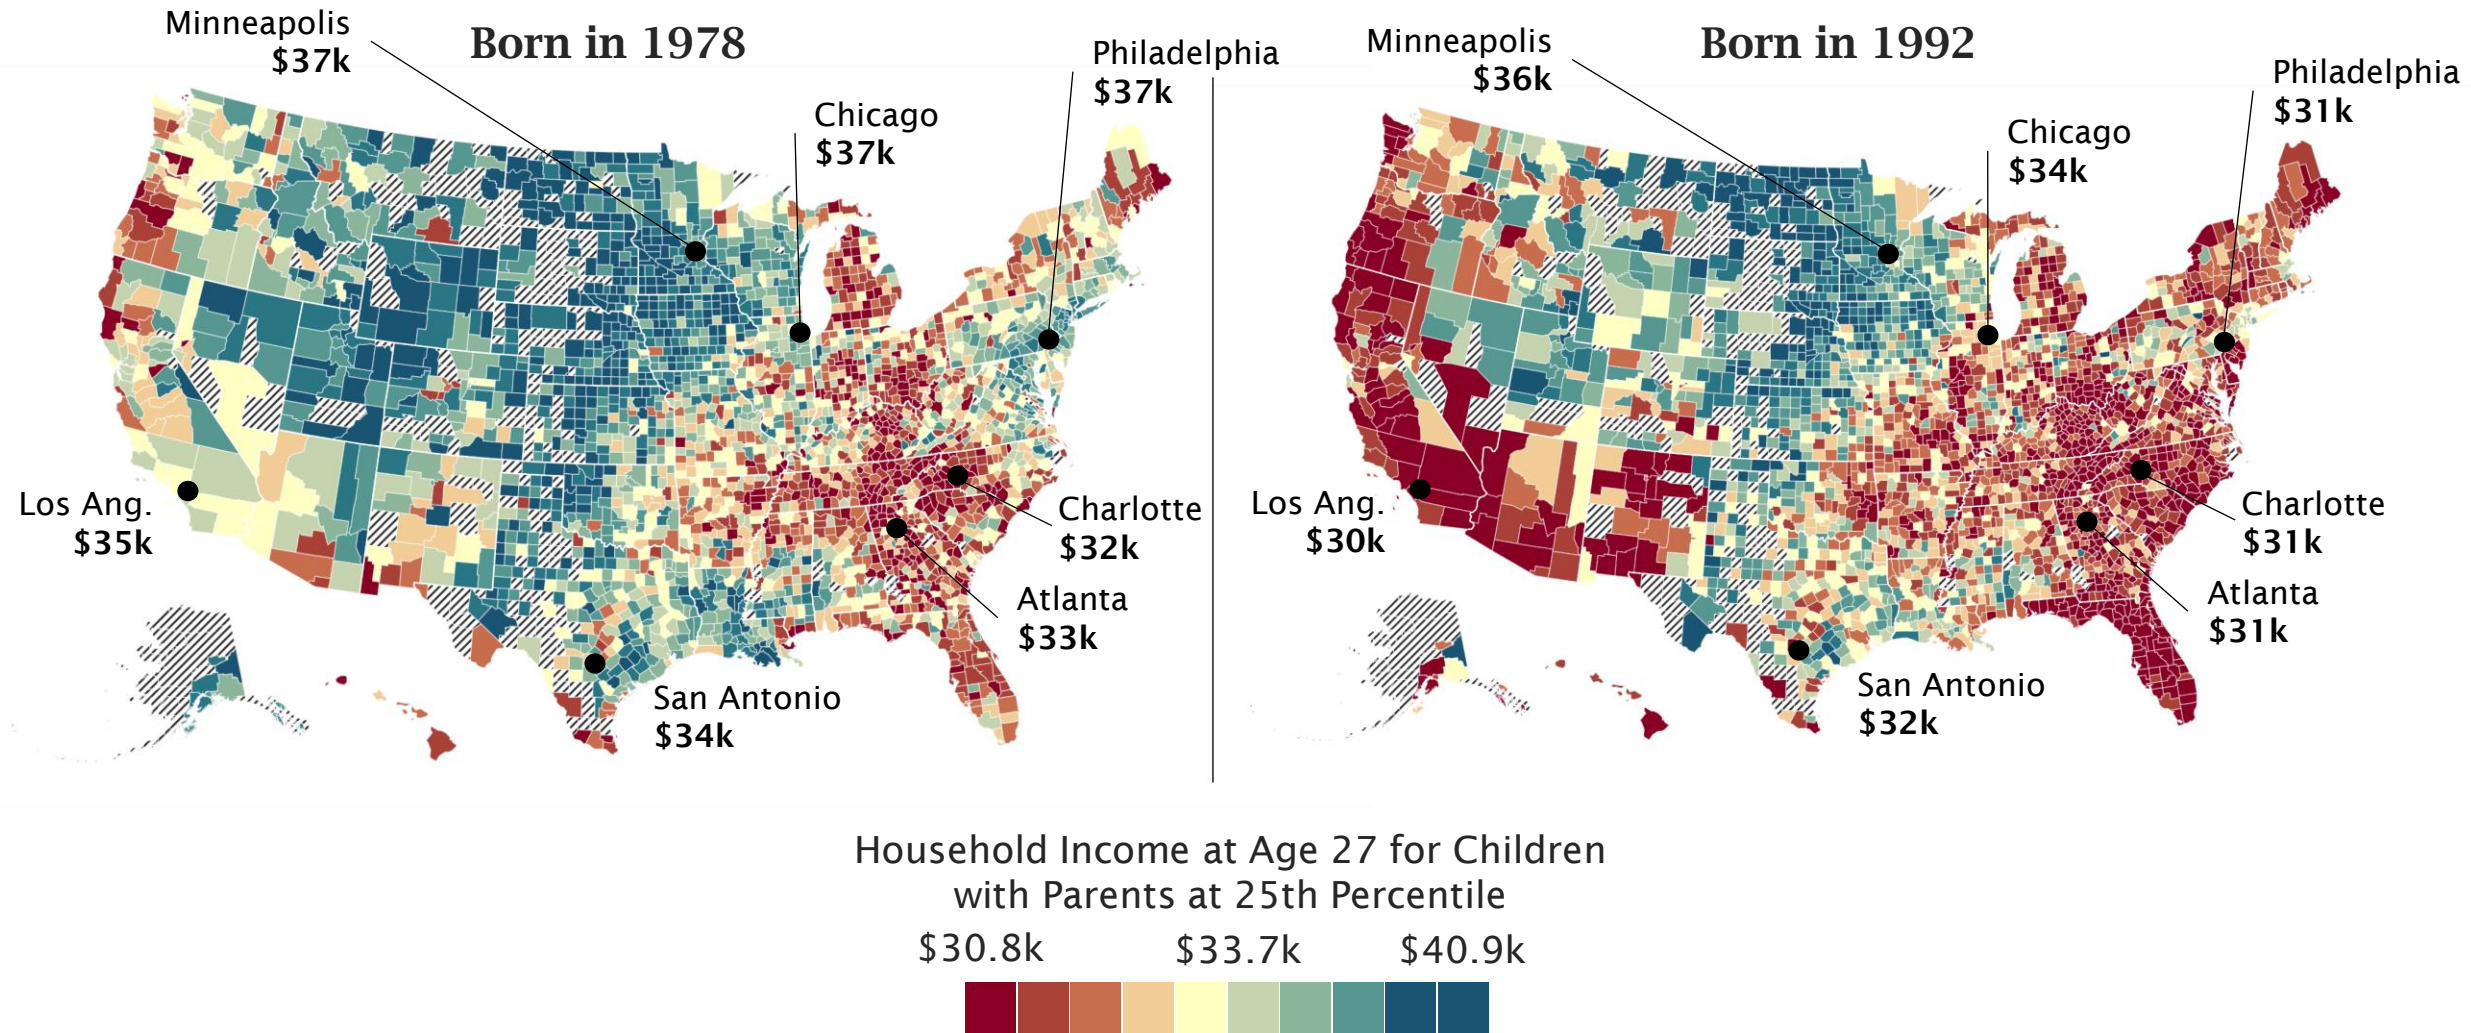 Born in 1978
Minneapolis
$37k
Chicago
$37k
Philadelphia
$37k
Los Ang.
$35k
Charlotte
$32k
Atlanta
$33k
San Antonio
$34k
Born in 1992
Minneapolis
$36k
Chicago
$34k
Philadelphia
$31k
Los Ang.
$30k
Charlotte
$31k
Atlanta
$31k
San Antonio
$32k
Household Income at Age 27 for Children
with Parents at 25th Percentile
$30.8k $33.7k $40.9k